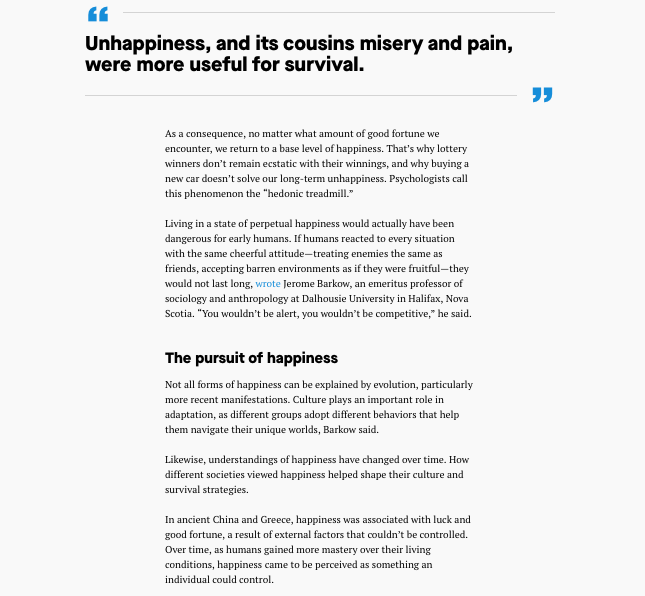 “
Unhappiness, and its cousins misery and pain,
were more useful for survival.
”
As a consequence, no matter what amount of good fortune we
encounter, we return to a base level of happiness. That’s why lottery
winners don’t remain ecstatic with their winnings, and why buying a
new car doesn’t solve our long-term unhappiness. Psychologists call
this phenomenon the “hedonic treadmill.”
Living in a state of perpetual happiness would actually have been
dangerous for early humans. If humans reacted to every situation
with the same cheerful attitude—treating enemies the same as
friends, accepting barren environments as if they were fruitful—they
would not last long, wrote Jerome Barkow, an emeritus professor of
sociology and anthropology at Dalhousie University in Halifax, Nova
Scotia. “You wouldn’t be alert, you wouldn’t be competitive,” he said.
The pursuit of happiness
Not all forms of happiness can be explained by evolution, particularly
more recent manifestations. Culture plays an important role in
adaptation, as different groups adopt different behaviors that help
them navigate their unique worlds, Barkow said.
Likewise, understandings of happiness have changed over time. How
different societies viewed happiness helped shape their culture and
survival strategies.
In ancient China and Greece, happiness was associated with luck and
good fortune, a result of external factors that couldn’t be controlled.
Over time, as humans gained more mastery over their living
conditions, happiness came to be perceived as something an
individual could control.